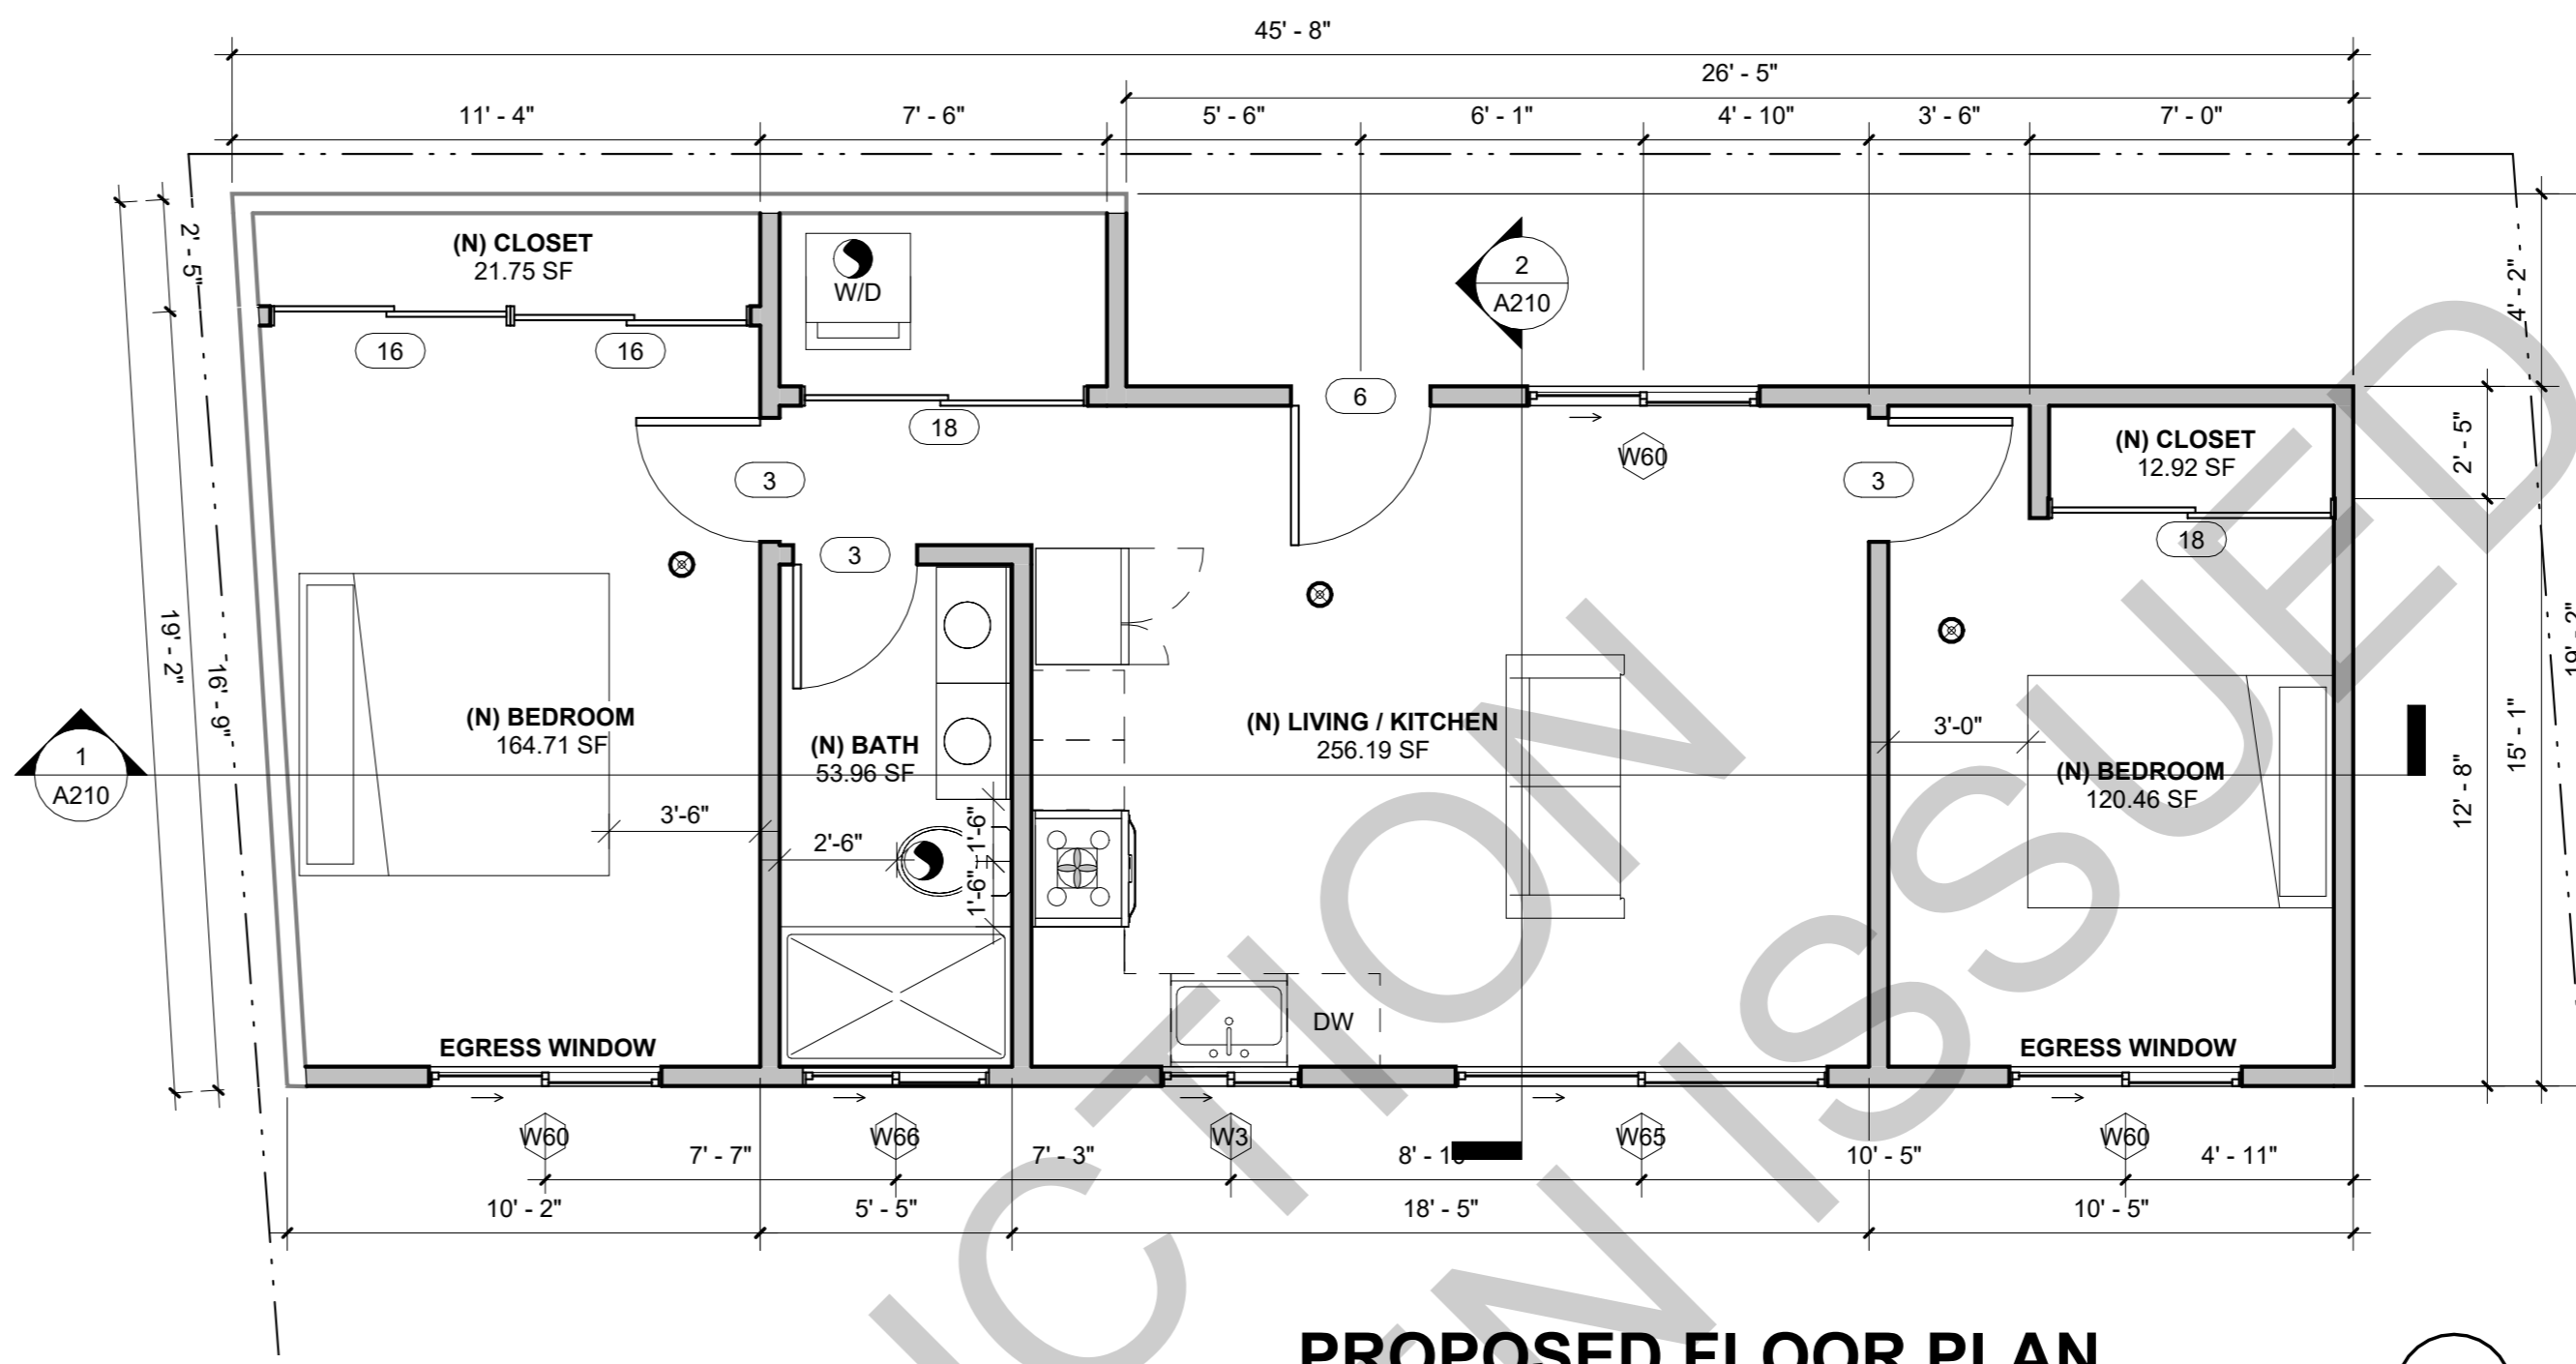 45' - 8"
26' - 5"
11' - 4"
7' - 6"
5' - 6"
6' - 1"
4' - 10"
3' - 6"
7' - 0"
2' - 5"
19' - 2"
16' - 9"
(N) CLOSET
21.75 SF
W/D
2
A210
4' - 2"
16
16
18
6
W60
3
3
3
(N) CLOSET
12.92 SF
18
2' - 5"
19' - 2"
15' - 1"
12' - 8"
1
A210
(N) BEDROOM
164.71 SF
3'-6"
(N) BATH
53.96 SF
2'-6"
1'-6"
1'-6"
(N) LIVING / KITCHEN
256.19 SF
3'-0"
(N) BEDROOM
120.46 SF
DW
EGRESS WINDOW
EGRESS WINDOW
W60
W66
W3
W65
W60
7' - 7"
7' - 3"
10' - 5"
4' - 11"
10' - 2"
5' - 5"
18' - 5"
10' - 5"
PROPOSED FLOOR PLAN
ISSUED